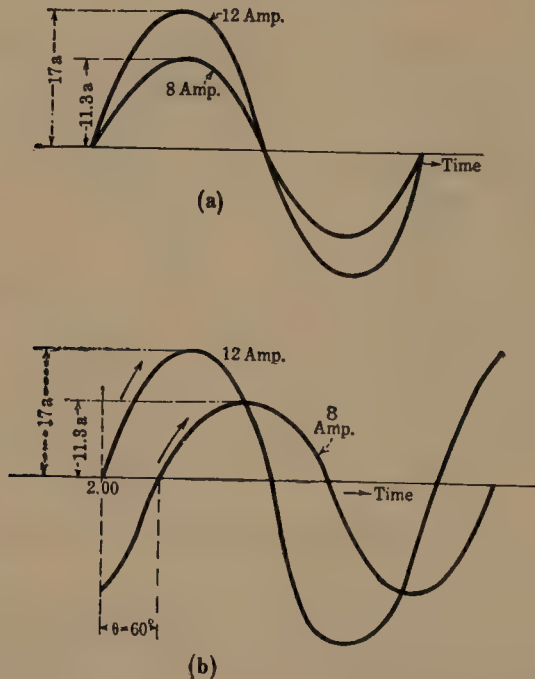 12 Amp.
17a
11.3a
8 Amp.
Time
(a)
12 Amp.
17a
11.3a
8
Amp.
2.00
Time
θ=60°
(b)